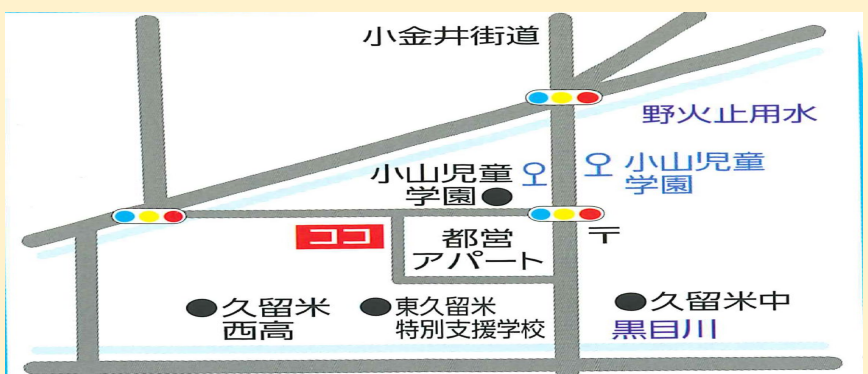 小金井街道
野火止用水
小山児童
学園
小山児童
学園
ココ
都営
アパート
〒
久留米
西高
東久留米
特別支援学校
久留米中
黒目川